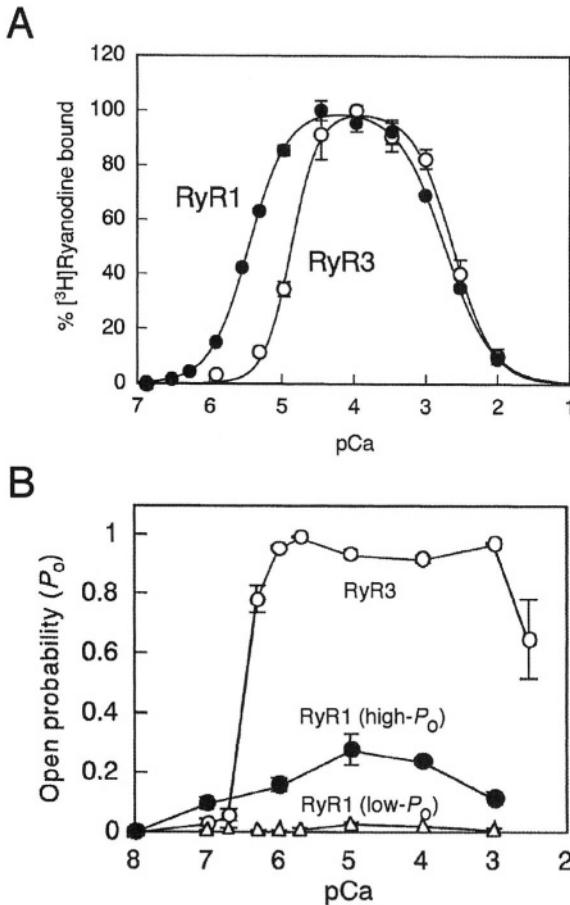 A
% [³H]Ryanodine bound
120
100
80
60
40
20
0
RyR1
RyR3
7
6
5
4
3
2
1
pCa
B
Open probability (Pₒ)
1
0.8
0.6
0.4
0.2
0
RyR3
RyR1 (high-Pₒ)
RyR1 (low-Pₒ)
8
7
6
5
4
3
2
pCa